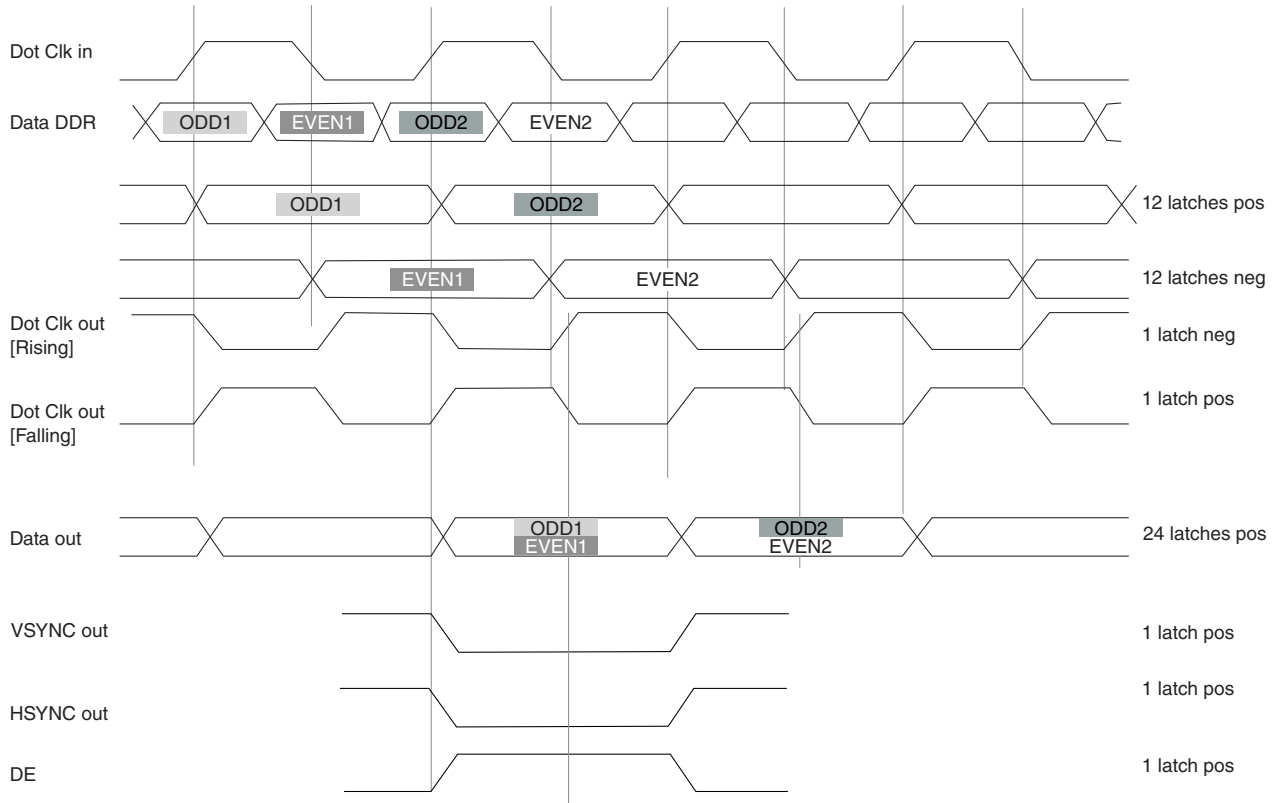 Dot Clk in
Data DDR
ODD1
EVEN1
ODD2
EVEN2
ODD1
ODD2
12 latches pos
EVEN1
EVEN2
12 latches neg
Dot Clk out
[Rising]
1 latch neg
Dot Clk out
[Falling]
1 latch pos
Data out
ODD1
EVEN1
ODD2
EVEN2
24 latches pos
VSYNC out
1 latch pos
HSYNC out
1 latch pos
DE
1 latch pos